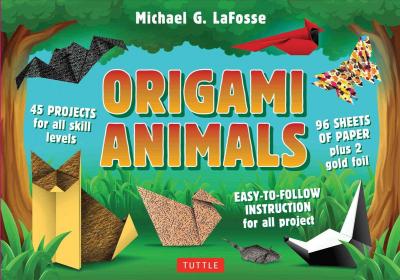 Michael G. LaFosse
ORIGAMI
ANIMALS
45 PROJECTS
for all skill
levels
96 SHEETS
OF PAPER
plus 2
gold foil
EASY-TO-FOLLOW
INSTRUCTION
for all project
TUTTLE